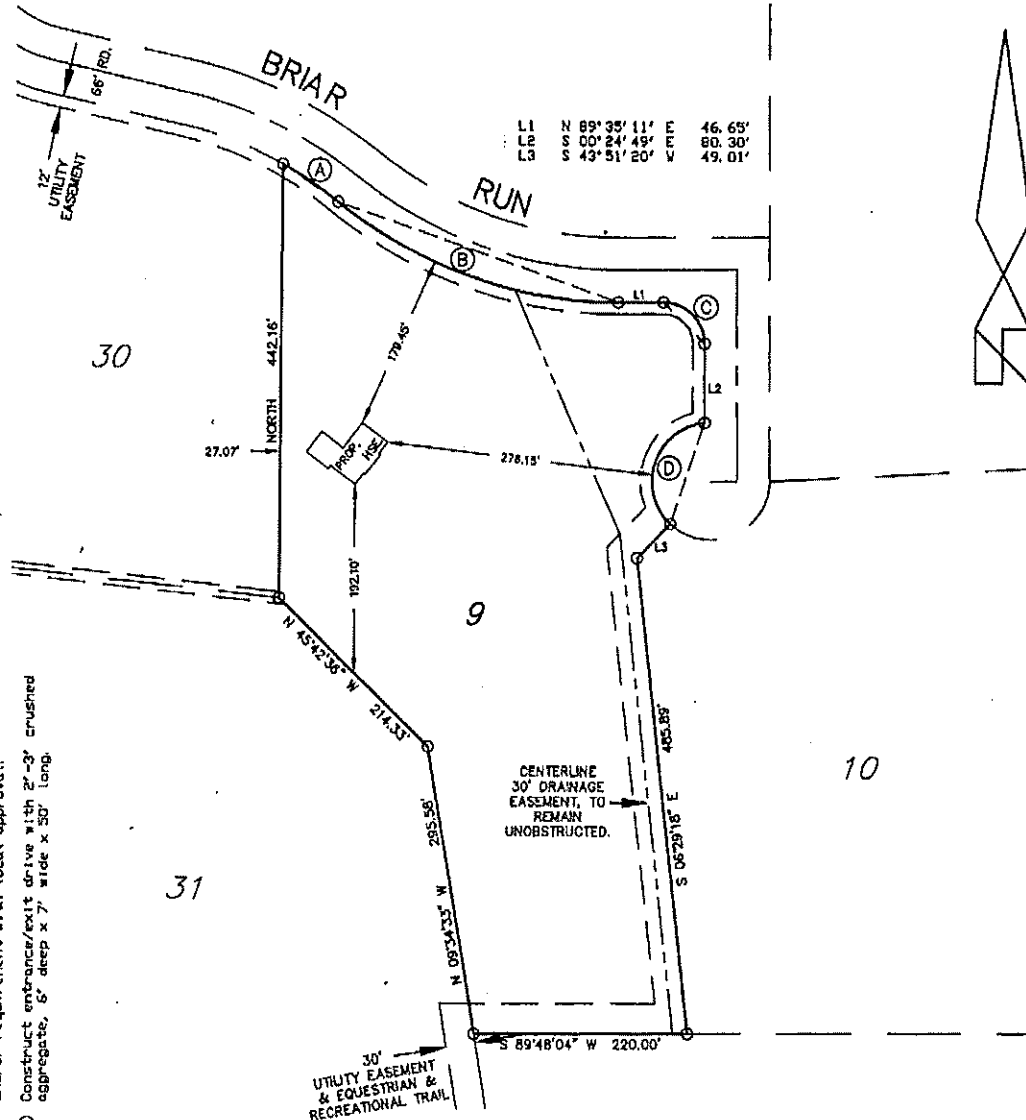 66' RD.
BRIAR
RUN
12'
UTILITY
EASEMENT
L1 N 89°35'11" E 46.65'
L2 S 00°24'49" E 80.30'
L3 S 43°51'20" W 49.01'
A
B
L1
C
L2
D
L3
30
NORTH 442.16'
27.07'
179.45'
PROP. HSE
278.15'
192.10'
9
N 45°42'36" W 214.33'
N 09°34'33" W 295.58'
CENTERLINE
30' DRAINAGE
EASEMENT, TO
REMAIN
UNOBSTRUCTED.
S 06°29'18" E 485.89'
10
31
S 89°48'04" W 220.00'
30'
UTILITY EASEMENT
& EQUESTRIAN &
RECREATIONAL TRAIL
local approval.
Construct entrance/exit drive with 2"-3" crushed
aggregate, 6" deep x 7' wide x 50' long.